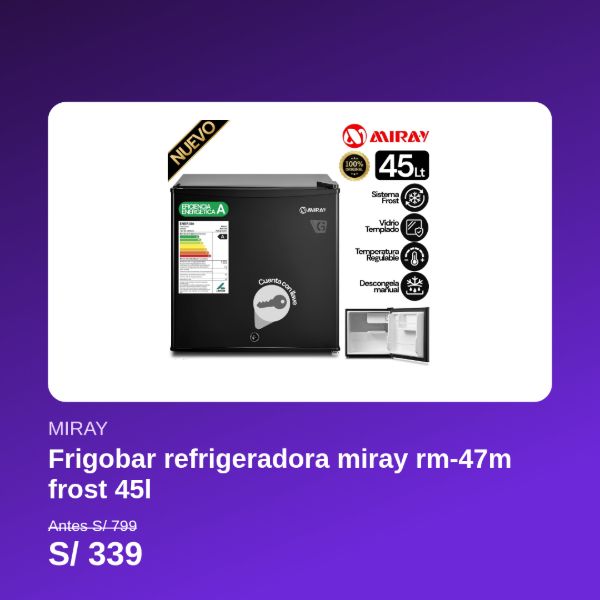 NUEVO
MIRAY
100%
ORIGINAL
45Lt
EFICIENCIA
ENERGÉTICA A
MIRAY
G
A
Sistema
Frost
Vidrio
Templado
Temperatura
Regulable
Descongela
manual
Cuenta con llave
MIRAY
Frigobar refrigeradora miray rm-47m
frost 45l
Antes S/ 799
S/ 339